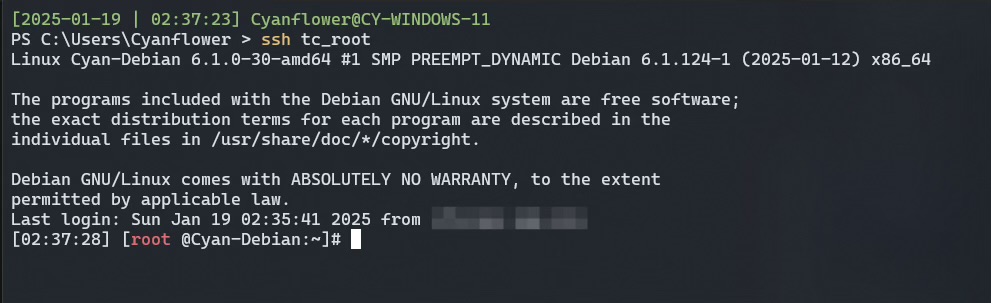 [2025-01-19 | 02:37:23] Cyanflower@CY-WINDOWS-11
PS C:\Users\Cyanflower > ssh tc_root
Linux Cyan-Debian 6.1.0-30-amd64 #1 SMP PREEMPT_DYNAMIC Debian 6.1.124-1 (2025-01-12) x86_64
The programs included with the Debian GNU/Linux system are free software;
the exact distribution terms for each program are described in the
individual files in /usr/share/doc/*/copyright.
Debian GNU/Linux comes with ABSOLUTELY NO WARRANTY, to the extent
permitted by applicable law.
Last login: Sun Jan 19 02:35:41 2025 from
[02:37:28] [root @Cyan-Debian:~]#